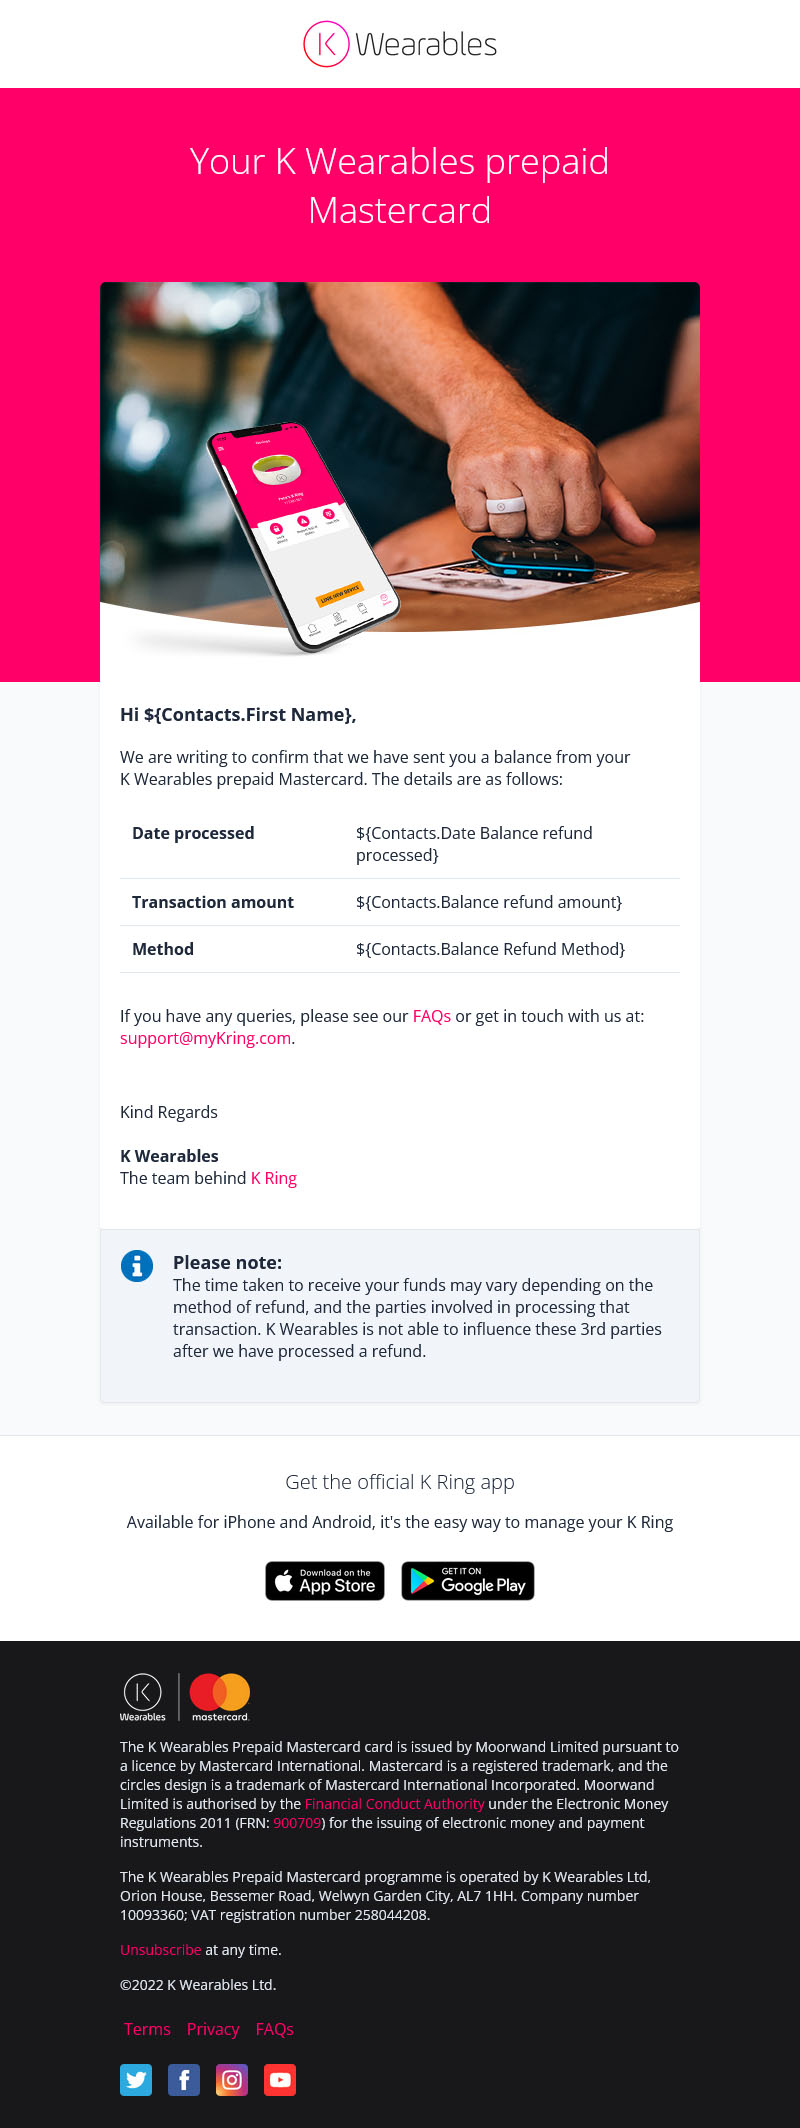 K Wearables
Your K Wearables prepaid
Mastercard
LINK NEW DEVICE
Hi ${Contacts.First Name},
We are writing to confirm that we have sent you a balance from your
K Wearables prepaid Mastercard. The details are as follows:
Date processed ${Contacts.Date Balance refund
processed}
Transaction amount ${Contacts.Balance refund amount}
Method ${Contacts.Balance Refund Method}
If you have any queries, please see our FAQs or get in touch with us at:
support@myKring.com.
Kind Regards
K Wearables
The team behind K Ring
Please note:
The time taken to receive your funds may vary depending on the
method of refund, and the parties involved in processing that
transaction. K Wearables is not able to influence these 3rd parties
after we have processed a refund.
Get the official K Ring app
Available for iPhone and Android, it's the easy way to manage your K Ring
Download on the
App Store
GET IT ON
Google Play
K
Wearables
mastercard.
The K Wearables Prepaid Mastercard card is issued by Moorwand Limited pursuant to
a licence by Mastercard International. Mastercard is a registered trademark, and the
circles design is a trademark of Mastercard International Incorporated. Moorwand
Limited is authorised by the Financial Conduct Authority under the Electronic Money
Regulations 2011 (FRN: 900709) for the issuing of electronic money and payment
instruments.
The K Wearables Prepaid Mastercard programme is operated by K Wearables Ltd,
Orion House, Bessemer Road, Welwyn Garden City, AL7 1HH. Company number
10093360; VAT registration number 258044208.
Unsubscribe at any time.
©2022 K Wearables Ltd.
Terms Privacy FAQs